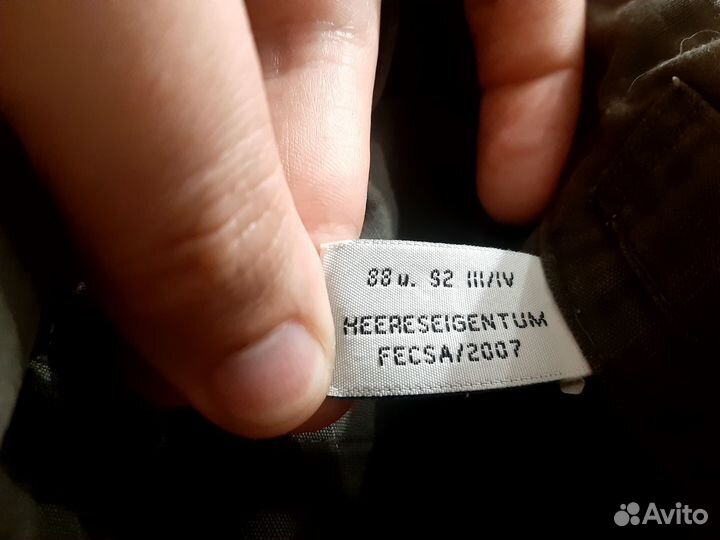 88 u. 92 III/IV
HEERESEIGENTUM
FECSA/2007
Avito